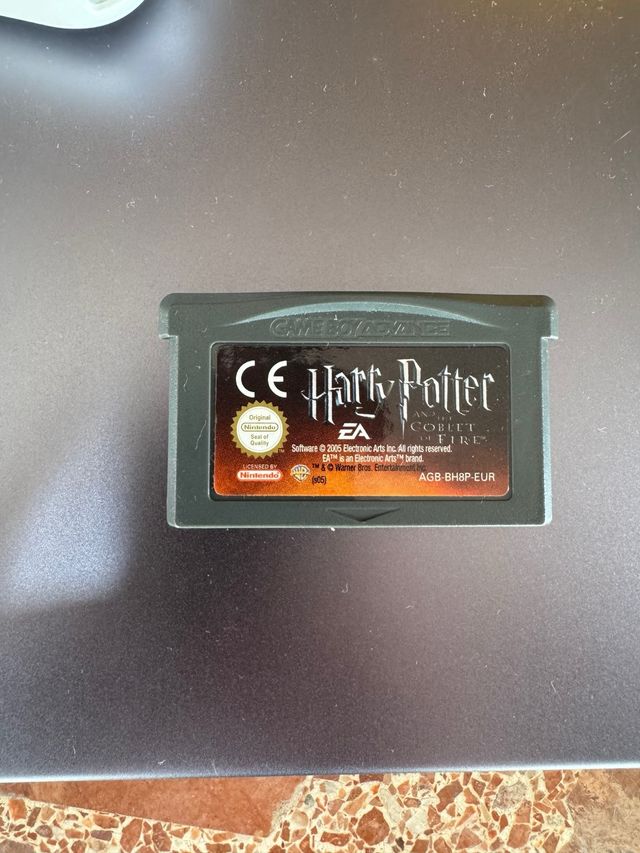 GAME BOY ADVANCE
CE
Harry Potter
AND THE
GOBLET
OF FIRE™
EA
Original
Nintendo
Seal of
Quality
Software © 2005 Electronic Arts Inc. All rights reserved.
EA™ is an Electronic Arts™ brand.
LICENSED BY
Nintendo
™ & © Warner Bros. Entertainment Inc.
(s05)
AGB-BH8P-EUR